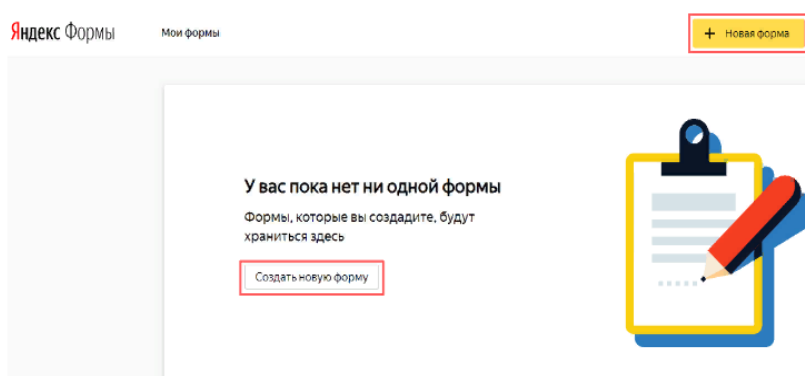 Яндекс Формы
Мои формы
+ Новая форма
У вас пока нет ни одной формы
Формы, которые вы создадите, будут
храниться здесь
Создать новую форму